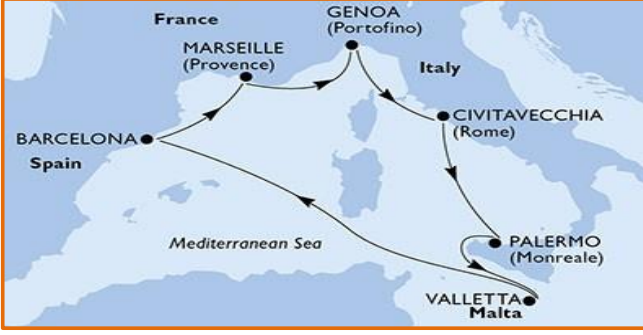 France
GENOA
(Portofino)
MARSEILLE
(Provence)
Italy
CIVITAVECCHIA
(Rome)
BARCELONA
Spain
Mediterranean Sea
PALERMO
(Monreale)
VALLETTA
Malta